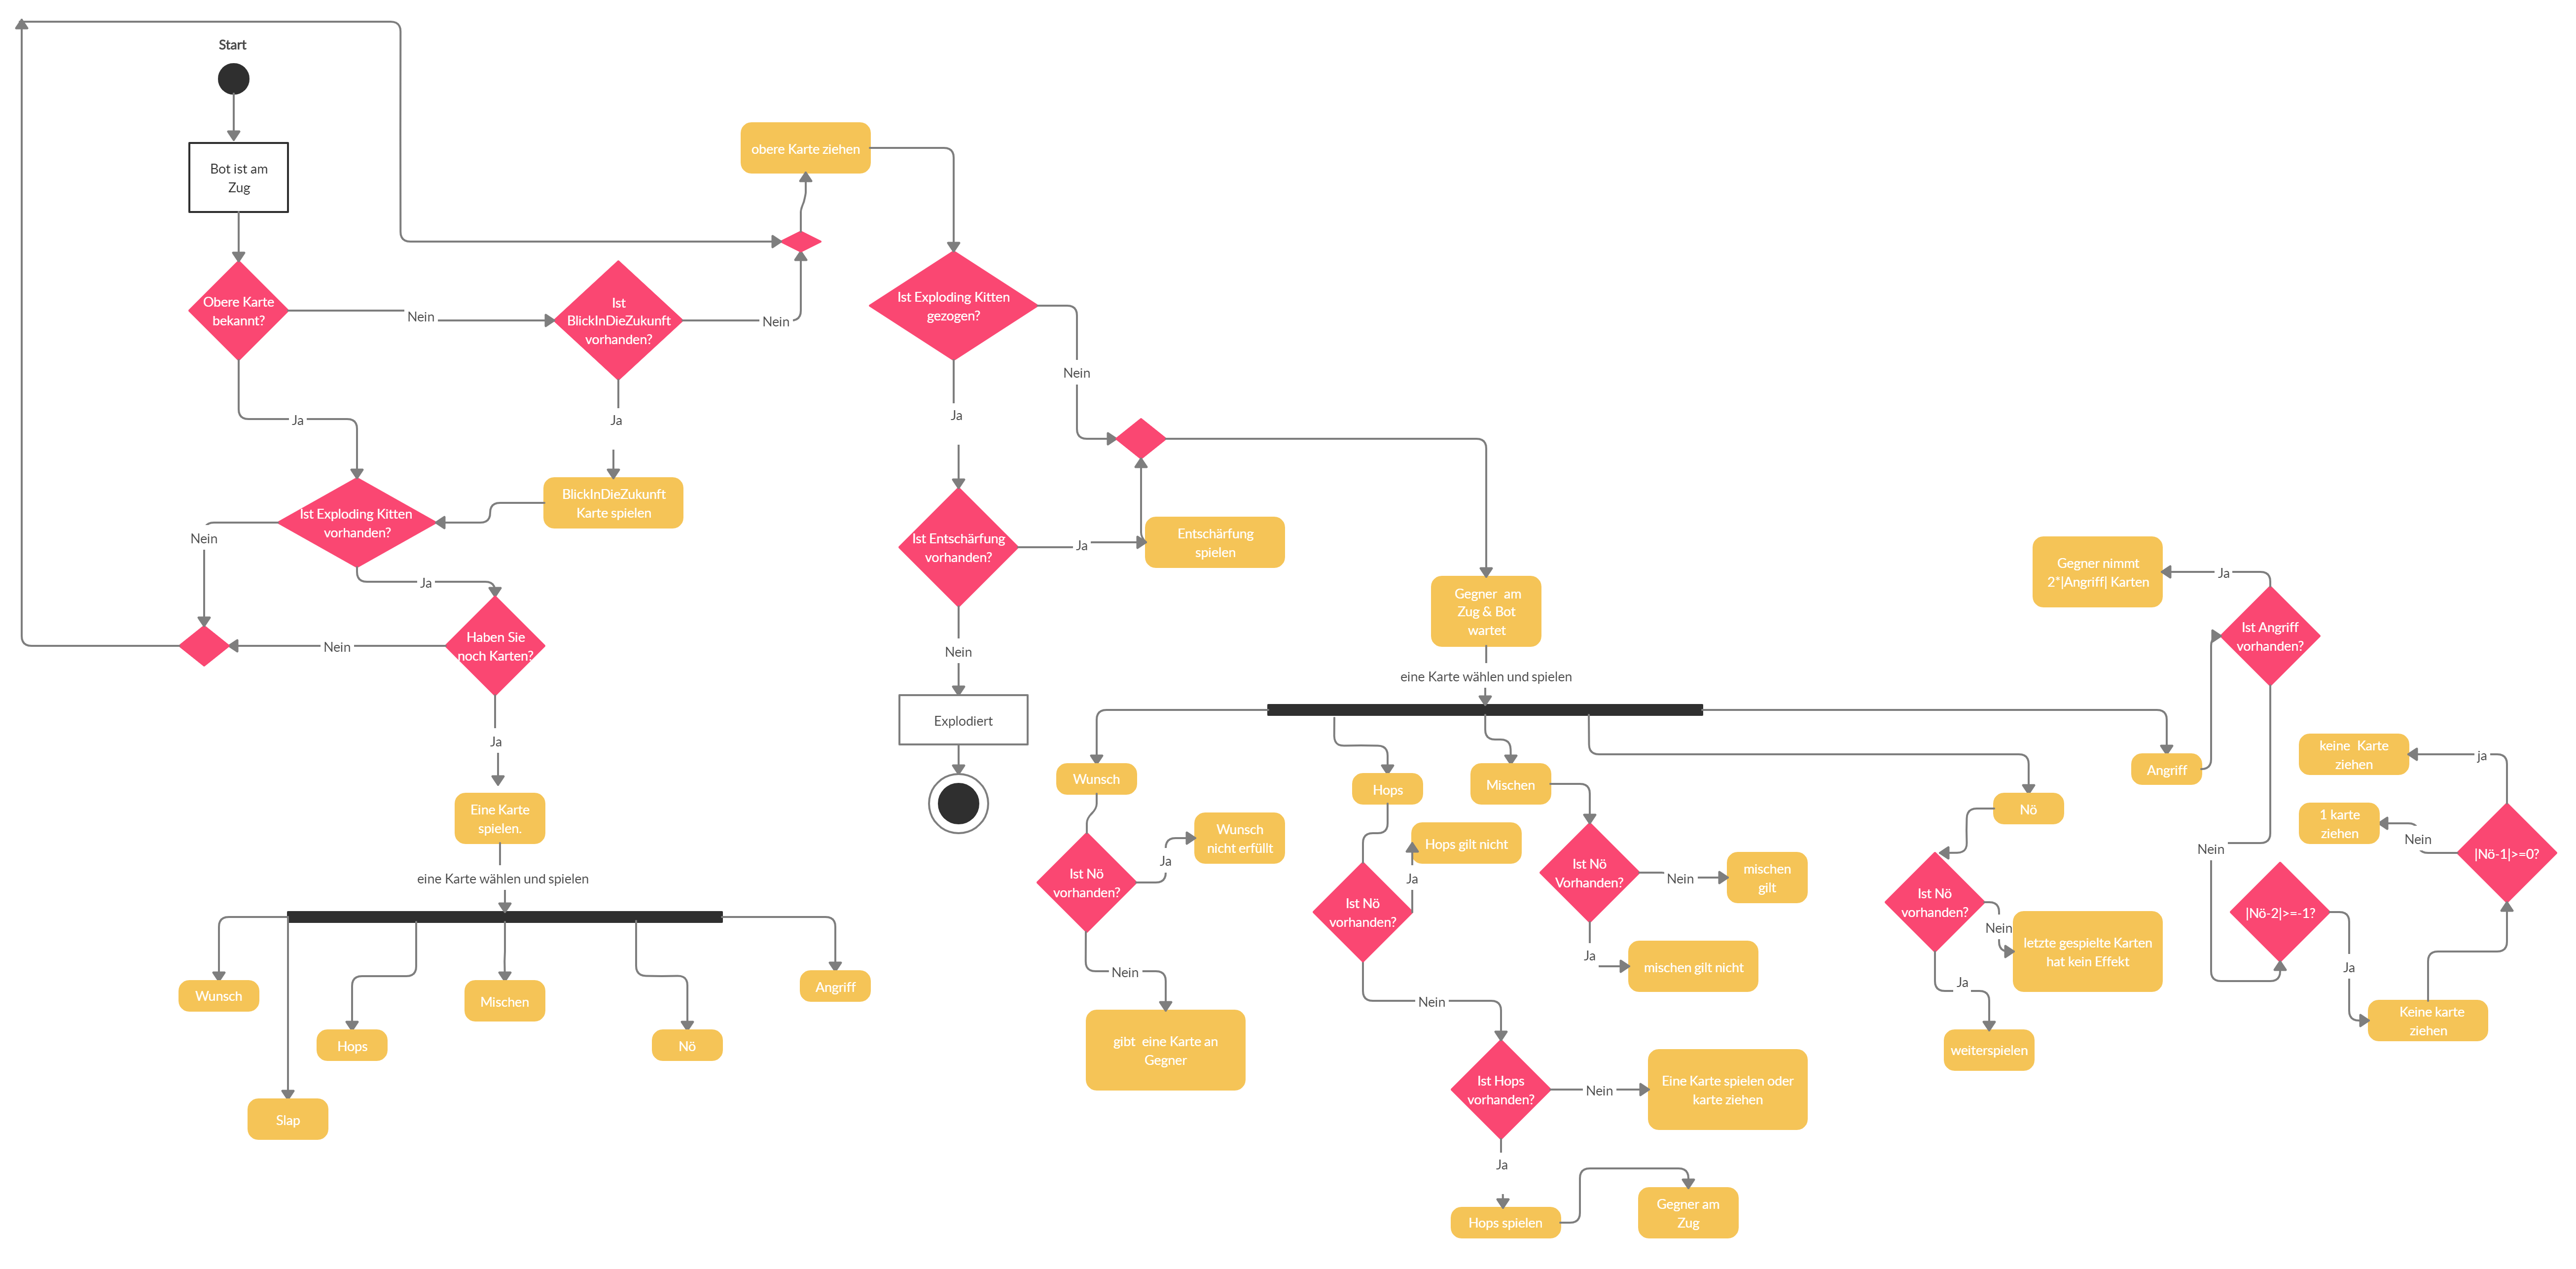 Start
Bot ist am
Zug
Obere Karte
bekannt?
Nein
Ist
BlickInDieZukunft
vorhanden?
Nein
obere Karte ziehen
Ja
Ja
BlickInDieZukunft
Karte spielen
Ist Exploding Kitten
vorhanden?
Nein
Ja
Haben Sie
noch Karten?
Nein
Ja
Eine Karte
spielen.
eine Karte wählen und spielen
Wunsch
Slap
Hops
Mischen
Nö
Angriff
Ist Exploding Kitten
gezogen?
Nein
Ja
Ist Entschärfung
vorhanden?
Ja
Entschärfung
spielen
Nein
Explodiert
Gegner am
Zug & Bot
wartet
eine Karte wählen und spielen
Wunsch
Ist Nö
vorhanden?
Ja
Wunsch
nicht erfüllt
Nein
gibt eine Karte an
Gegner
Hops
Ist Nö
vorhanden?
Ja
Hops gilt nicht
Nein
Ist Hops
vorhanden?
Nein
Eine Karte spielen oder
karte ziehen
Ja
Hops spielen
Gegner am
Zug
Mischen
Ist Nö
Vorhanden?
Nein
mischen
gilt
Ja
mischen gilt nicht
Nö
Ist Nö
vorhanden?
Nein
letzte gespielte Karten
hat kein Effekt
Ja
weiterspielen
Angriff
Ist Angriff
vorhanden?
Ja
Gegner nimmt
2*|Angriff| Karten
Nein
|Nö-2|>=-1?
Ja
Keine karte
ziehen
|Nö-1|>=0?
ja
keine Karte
ziehen
Nein
1 karte
ziehen